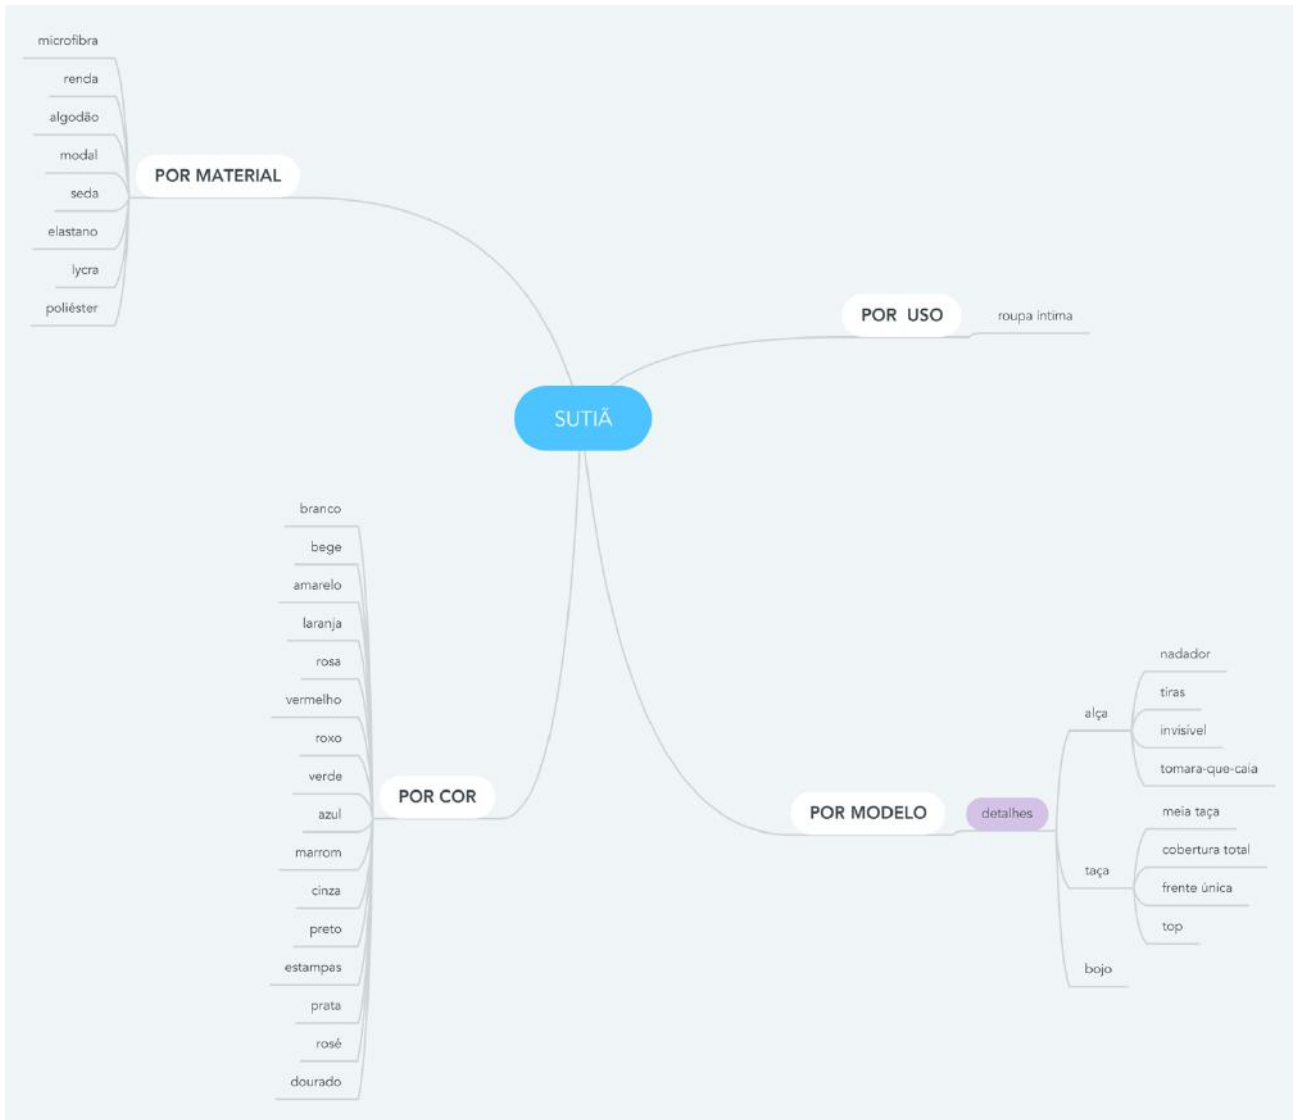 microfibra
renda
algodão
modal
seda
elastano
lycra
poliéster
POR MATERIAL
POR USO
roupa íntima
SUTIÃ
branco
bege
amarelo
laranja
rosa
vermelho
roxo
verde
azul
marrom
cinza
preto
estampas
prata
rosé
dourado
POR COR
POR MODELO
detalhes
alça
nadador
tiras
invisível
tomara-que-caia
taça
meia taça
cobertura total
frente única
top
bojo